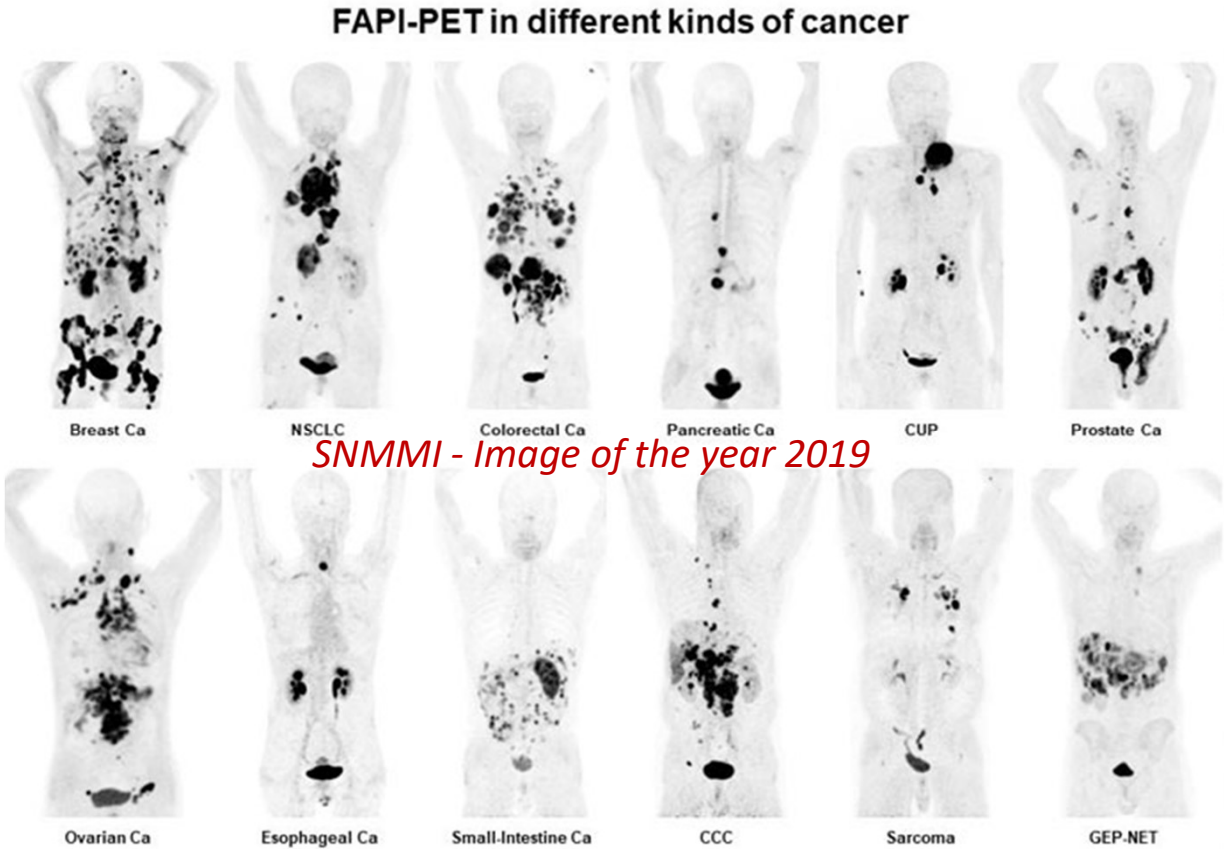 FAPI-PET in different kinds of cancer
Breast Ca
NSCLC
Colorectal Ca
Pancreatic Ca
CUP
Prostate Ca
SNMMI - Image of the year 2019
Ovarian Ca
Esophageal Ca
Small-Intestine Ca
CCC
Sarcoma
GEP-NET